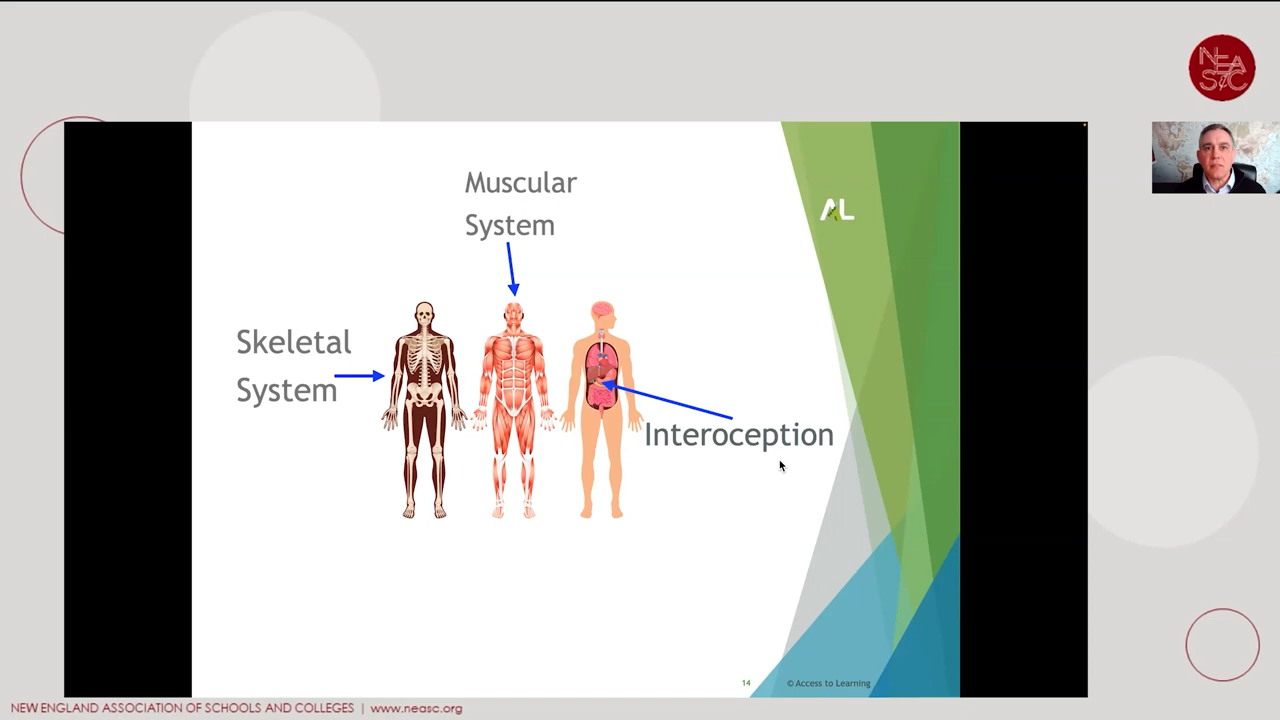 NEA
S&C
Muscular
System
AL
Skeletal
System
Interoception
14
© Access to Learning
NEW ENGLAND ASSOCIATION OF SCHOOLS AND COLLEGES | www.neasc.org